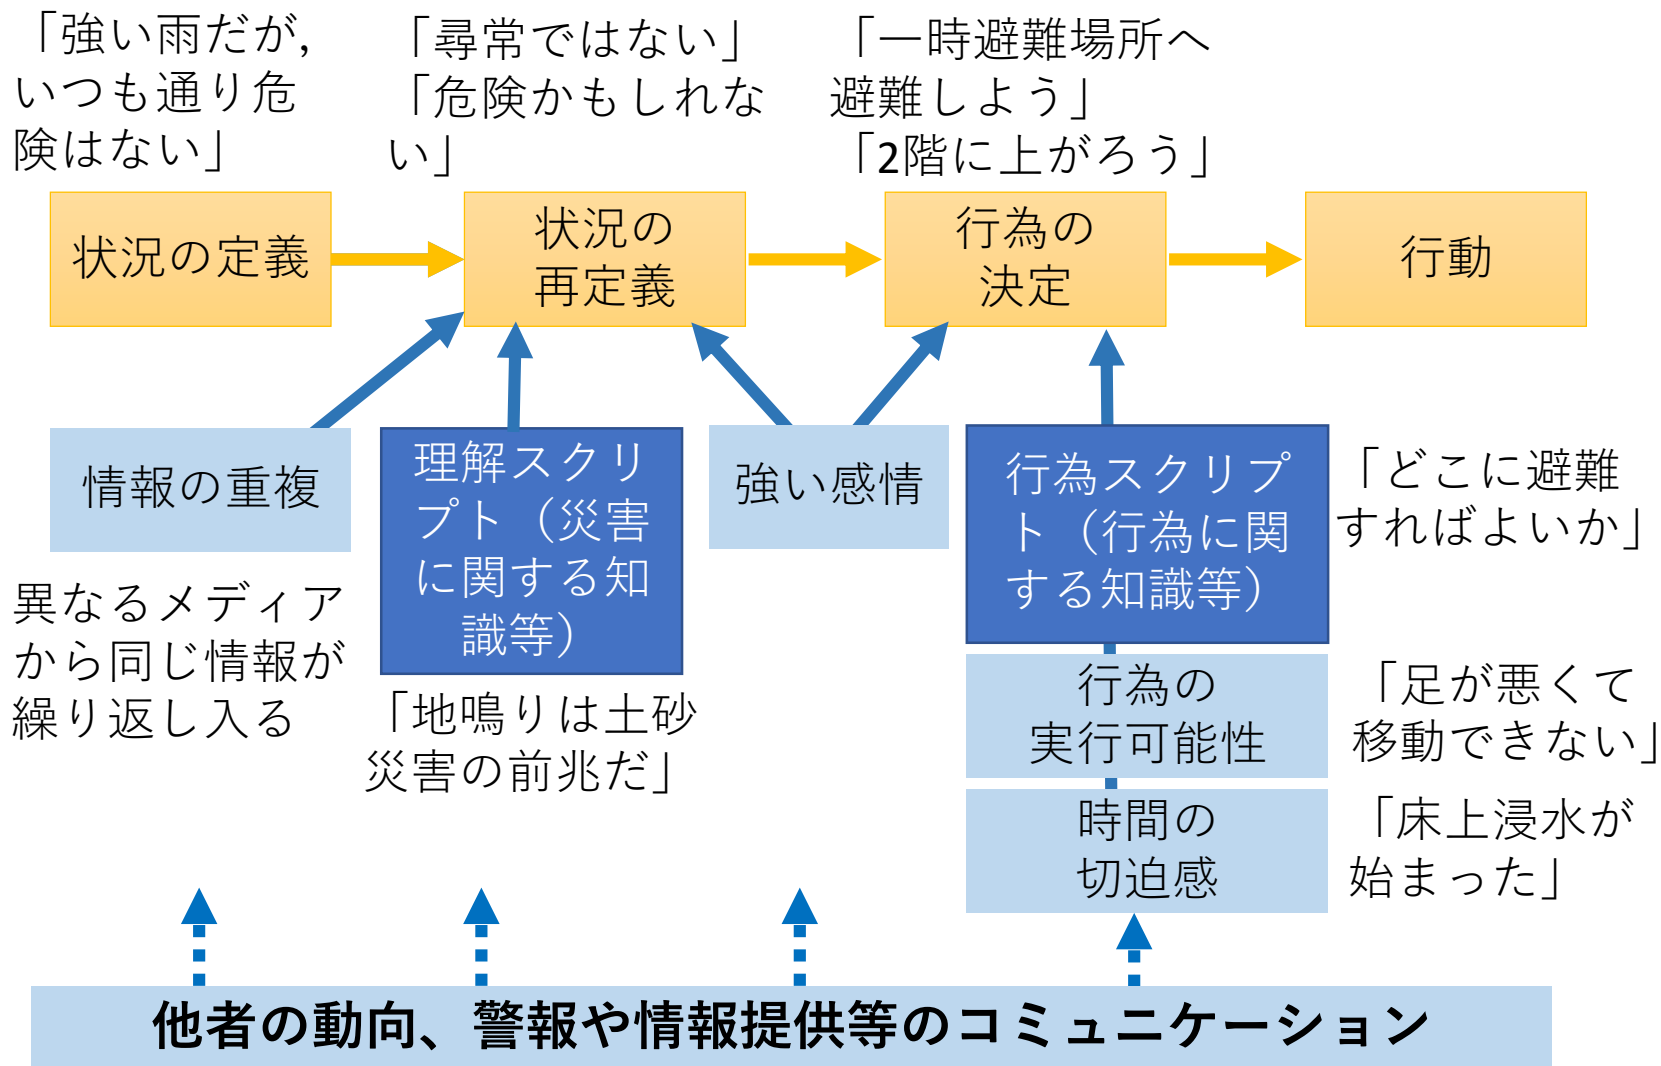 「強い雨だが,
いつも通り危
険はない」
「尋常ではない」
「危険かもしれな
い」
「一時避難場所へ
避難しよう」
「2階に上がろう」
状況の定義
状況の
再定義
行為の
決定
行動
情報の重複
理解スクリ
プト（災害
に関する知
識等）
強い感情
行為スクリプ
ト（行為に関
する知識等）
「どこに避難
すればよいか」
異なるメディア
から同じ情報が
繰り返し入る
「地鳴りは土砂
災害の前兆だ」
行為の
実行可能性
「足が悪くて
移動できない」
時間の
切迫感
「床上浸水が
始まった」
他者の動向、警報や情報提供等のコミュニケーション